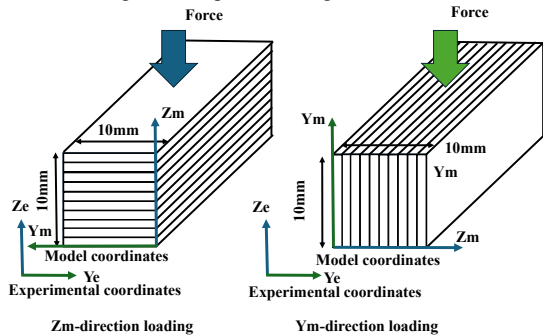 Force
Zm
10mm
10mm
Ze
Ym
Model coordinates
Ye
Experimental coordinates
Zm-direction loading
Force
Ym
10mm
Ym
10mm
Ze
Zm
Model coordinates
Ye
Experimental coordinates
Ym-direction loading